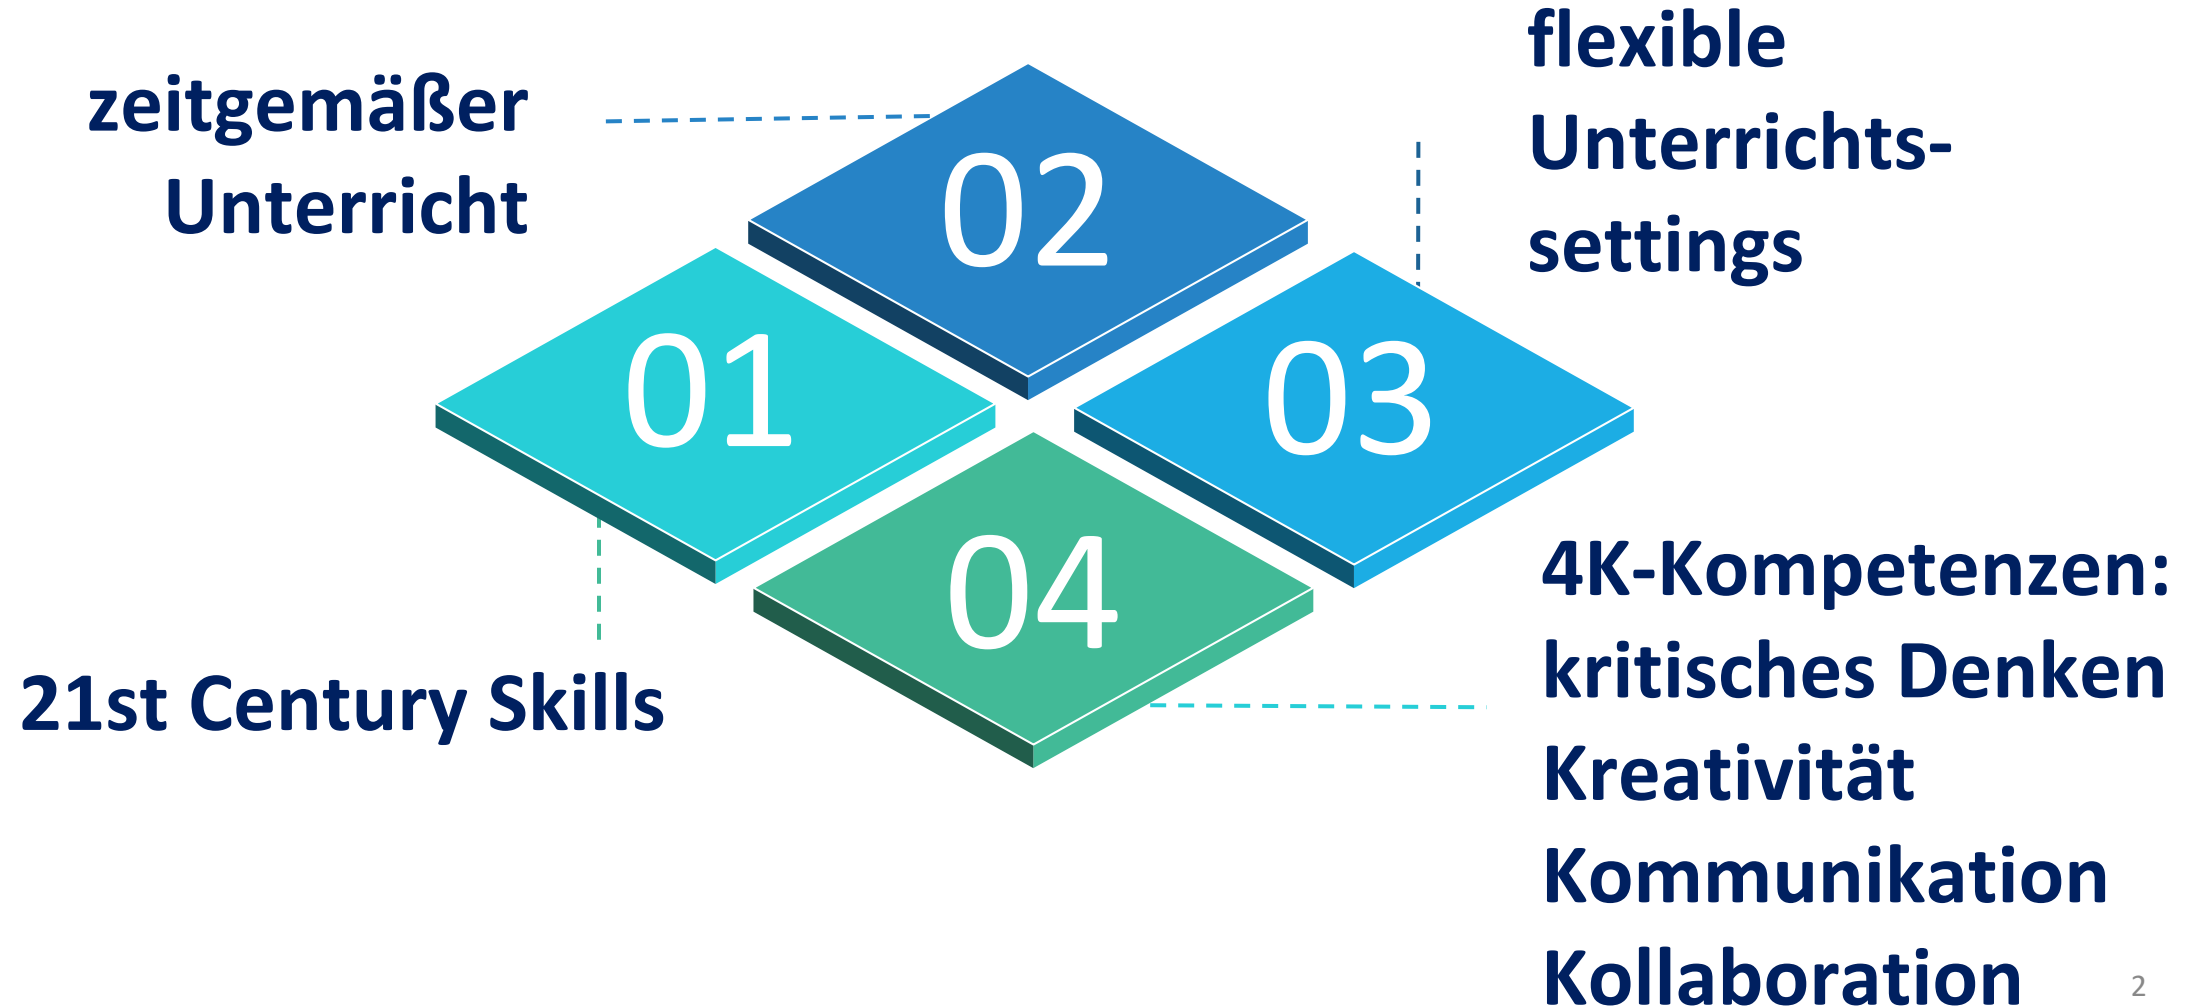 zeitgemäßer
Unterricht
02
flexible
Unterrichts-
settings
01
03
21st Century Skills
04
4K-Kompetenzen:
kritisches Denken
Kreativität
Kommunikation
Kollaboration
2